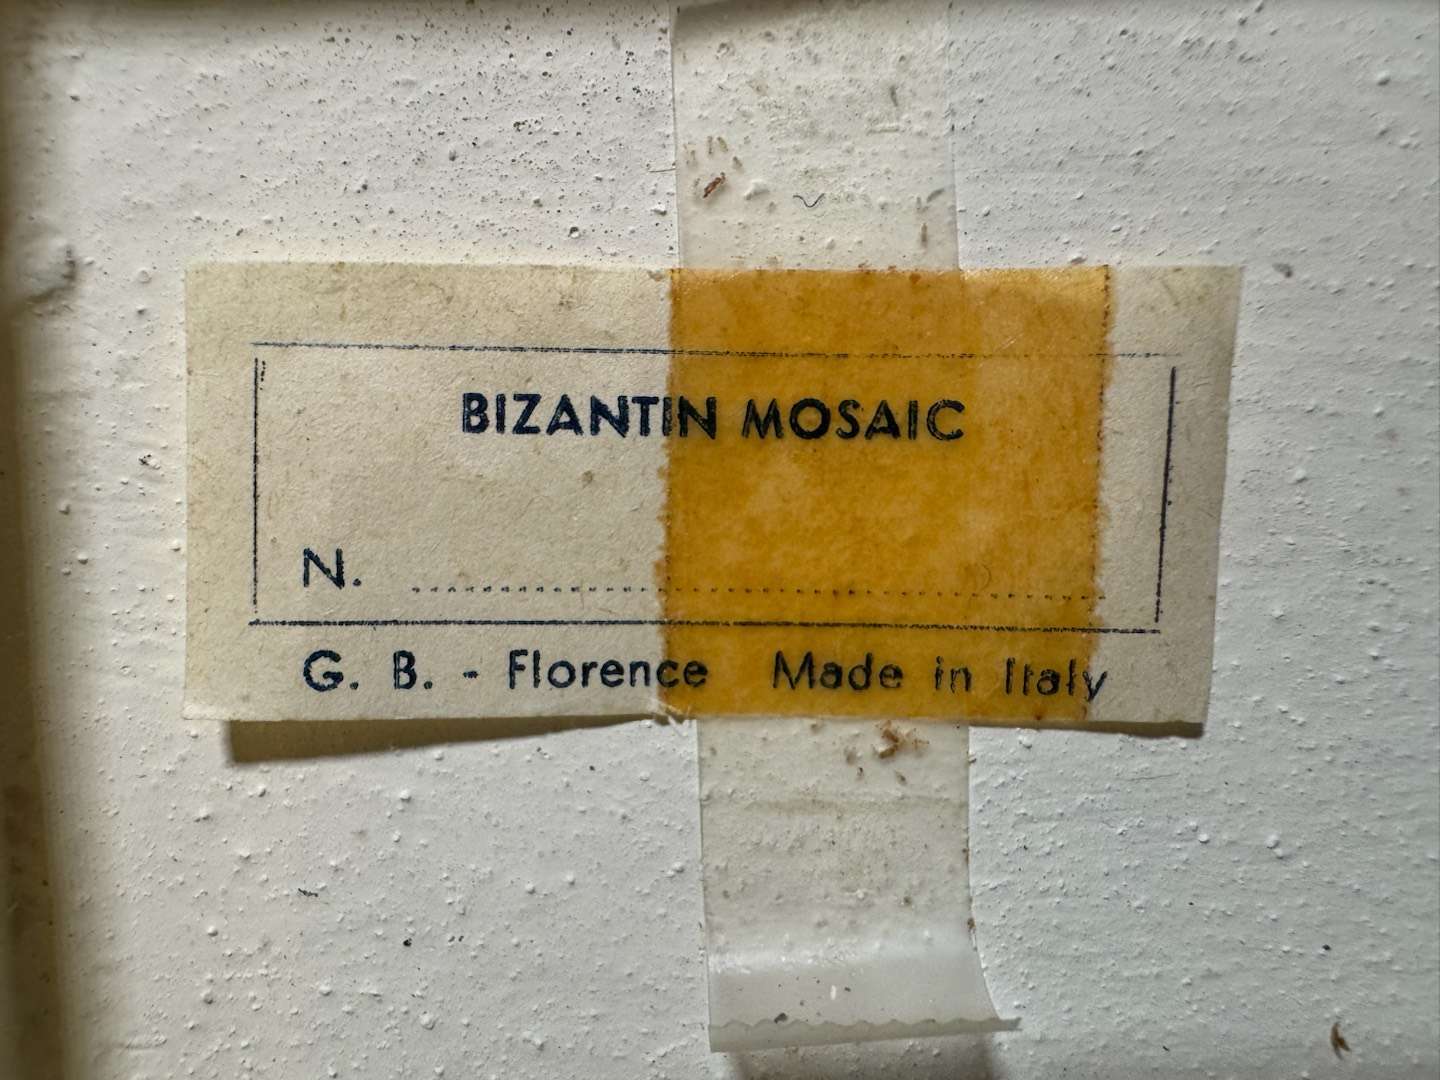 BIZANTIN MOSAIC
N. ..........................................
G. B. - Florence Made in Italy